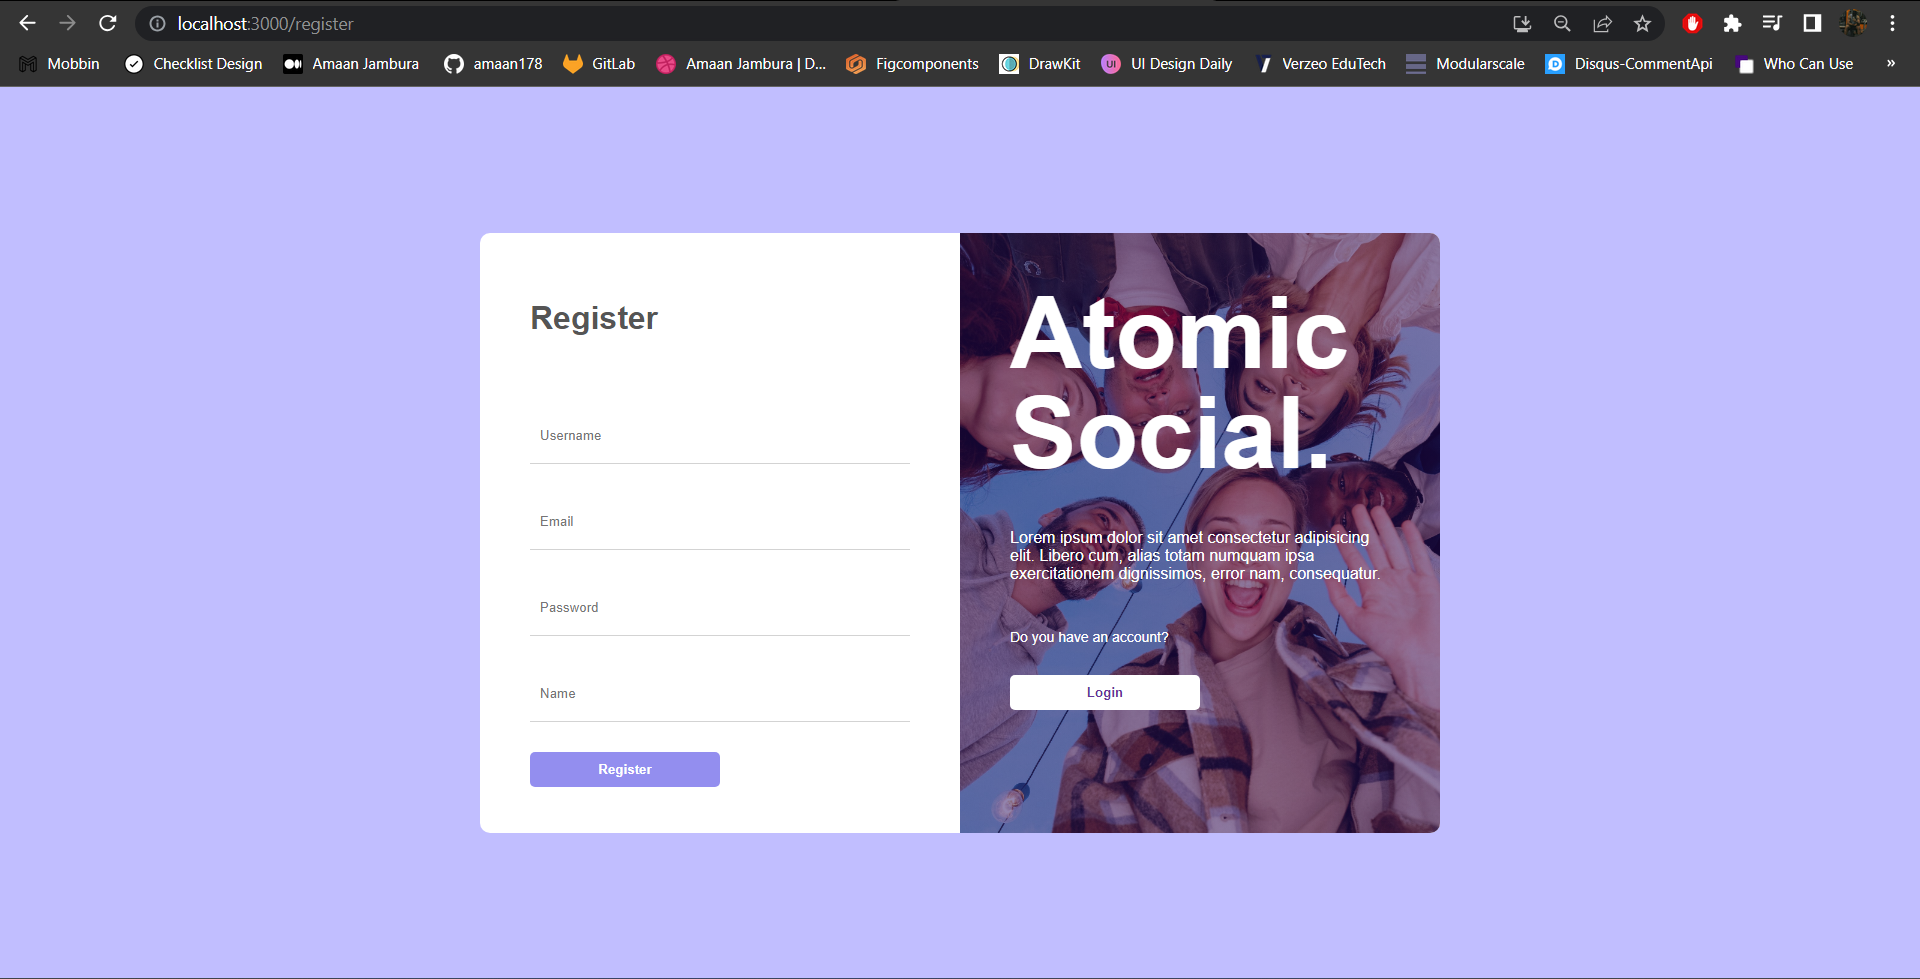 localhost:3000/register
Mobbin
Checklist Design
Amaan Jambura
amaan178
GitLab
Amaan Jambura | D...
Figcomponents
DrawKit
UI
UI Design Daily
Verzeo EduTech
Modularscale
Disqus-CommentApi
Who Can Use
»
Register
Username
Email
Password
Name
Register
Atomic
Social.
Lorem ipsum dolor sit amet consectetur adipisicing
elit. Libero cum, alias totam numquam ipsa
exercitationem dignissimos, error nam, consequatur.
Do you have an account?
Login